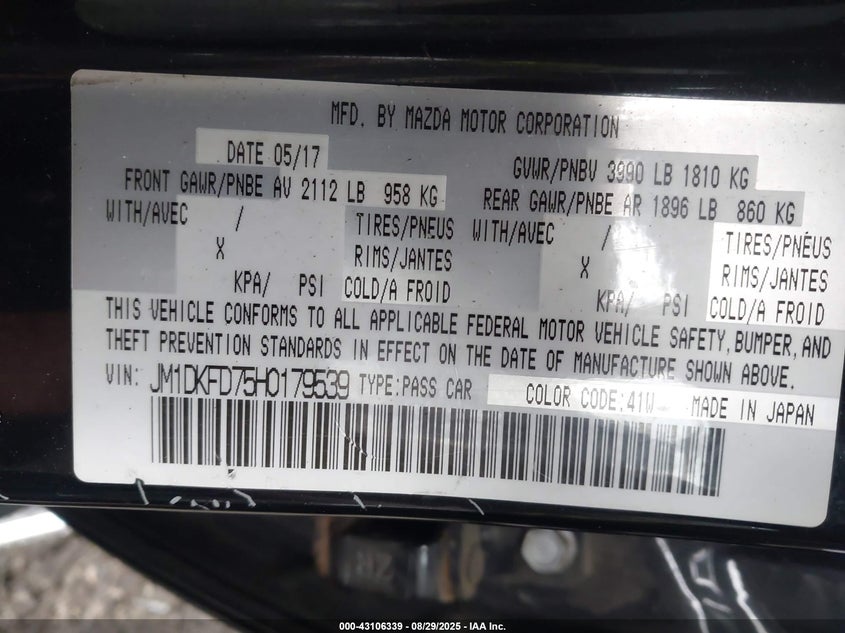 MFD. BY MAZDA MOTOR CORPORATION
DATE 05/17 GVWR/PNBV 3990 LB 1810 KG
FRONT GAWR/PNBE AV 2112 LB 958 KG REAR GAWR/PNBE AR 1896 LB 860 KG
WITH/AVEC / TIRES/PNEUS WITH/AVEC / TIRES/PNÉUS
X RIMS/JANTES X RIMS/JANTES
KPA/ PSI COLD/A FROID KPA/ PSI COLD/A FROID
THIS VEHICLE CONFORMS TO ALL APPLICABLE FEDERAL MOTOR VEHICLE SAFETY, BUMPER, AND
THEFT PREVENTION STANDARDS IN EFFECT ON THE DATE OF MANUFACTURE SHOWN ABOVE.
VIN: JM1DKFD75H0179539 TYPE:PASS CAR COLOR CODE:41W MADE IN JAPAN
000-43106339 - 08/29/2025 - IAA Inc.